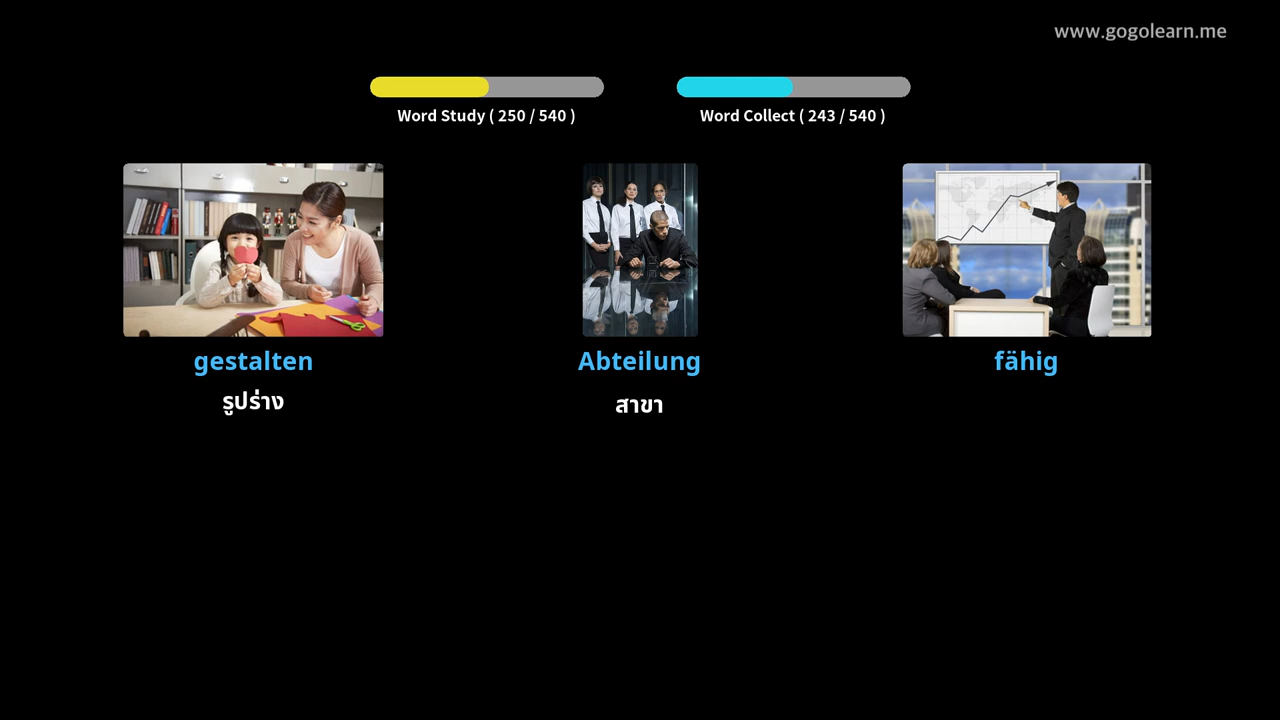 www.gogolearn.me
Word Study ( 250 / 540 )
Word Collect ( 243 / 540 )
gestalten
รูปร่าง
Abteilung
สาขา
fähig